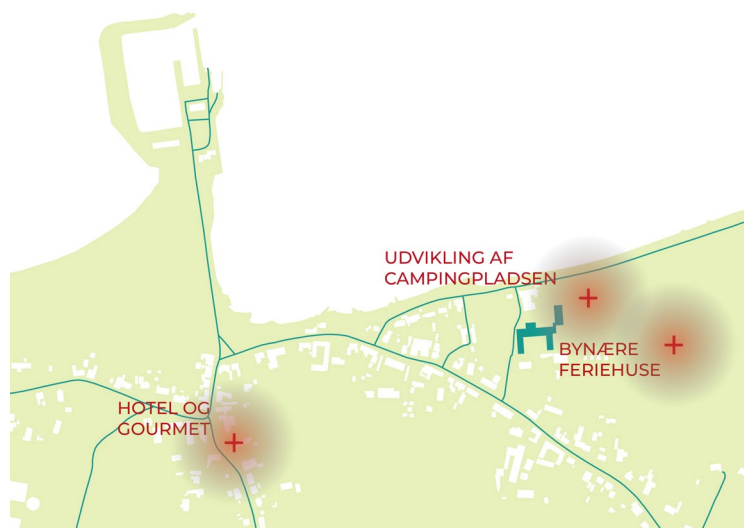 UDVIKLING AF
CAMPINGPLADSEN
BYNÆRE
FERIEHUSE
HOTEL OG
GOURMET